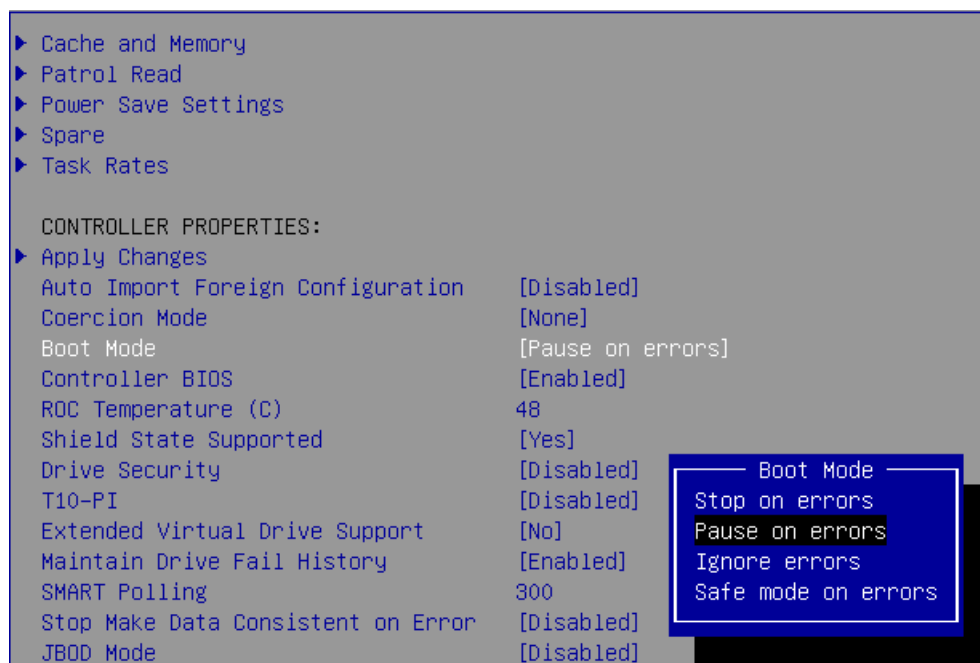 Cache and Memory
Patrol Read
Power Save Settings
Spare
Task Rates
CONTROLLER PROPERTIES:
Apply Changes
Auto Import Foreign Configuration [Disabled]
Coercion Mode [None]
Boot Mode [Pause on errors]
Controller BIOS [Enabled]
ROC Temperature (C) 48
Shield State Supported [Yes]
Drive Security [Disabled]
T10-PI [Disabled]
Extended Virtual Drive Support [No]
Maintain Drive Fail History [Enabled]
SMART Polling 300
Stop Make Data Consistent on Error [Disabled]
JBOD Mode [Disabled]
Boot Mode
Stop on errors
Pause on errors
Ignore errors
Safe mode on errors